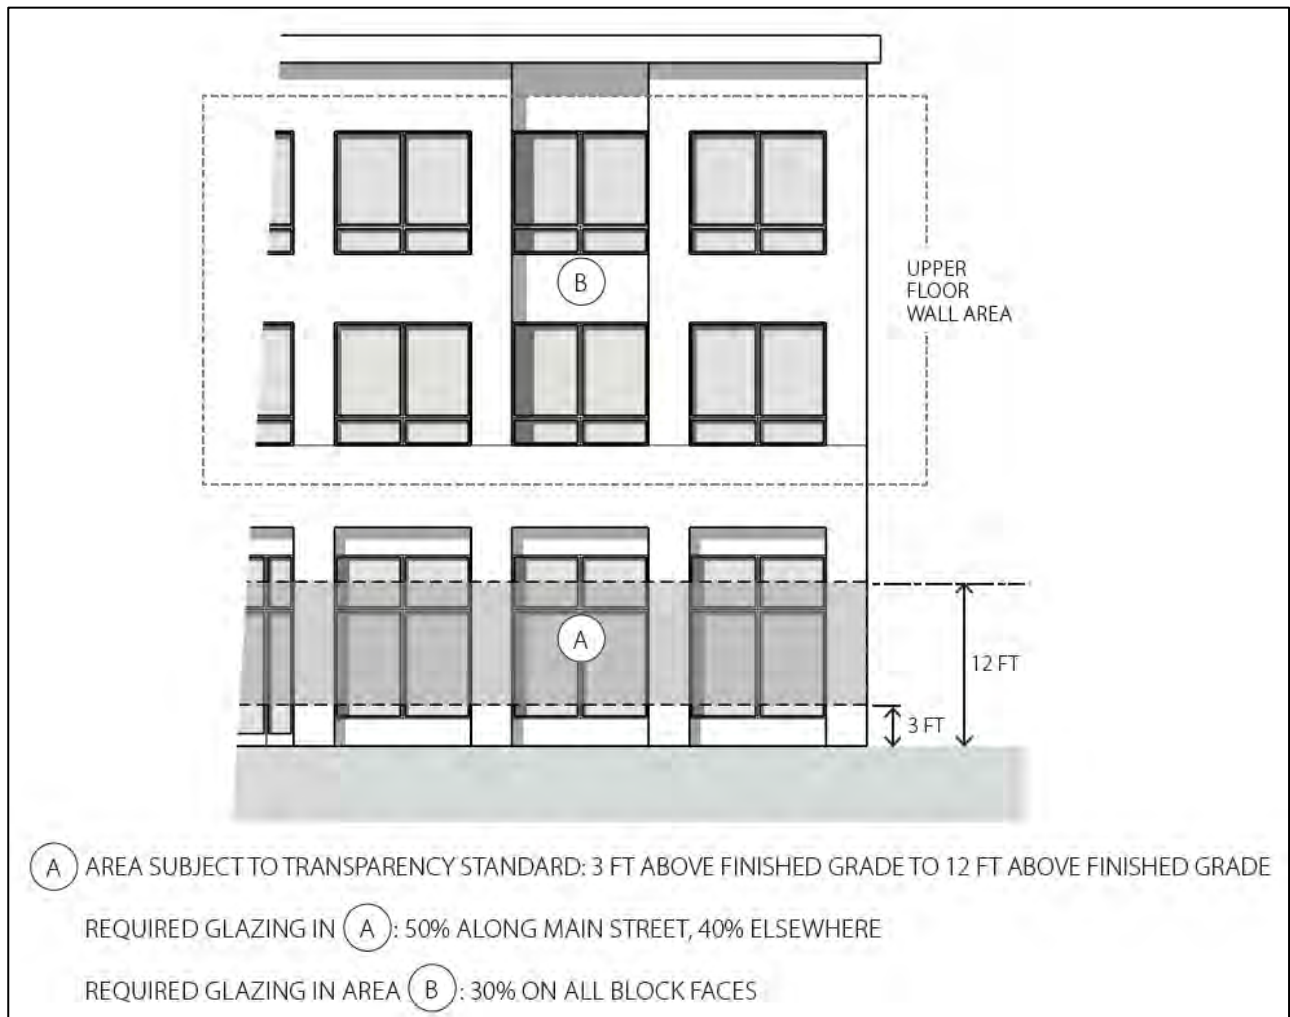 B
UPPER
FLOOR
WALL AREA
A
12 FT
3 FT
A AREA SUBJECT TO TRANSPARENCY STANDARD: 3 FT ABOVE FINISHED GRADE TO 12 FT ABOVE FINISHED GRADE
REQUIRED GLAZING IN A: 50% ALONG MAIN STREET, 40% ELSEWHERE
REQUIRED GLAZING IN AREA B: 30% ON ALL BLOCK FACES